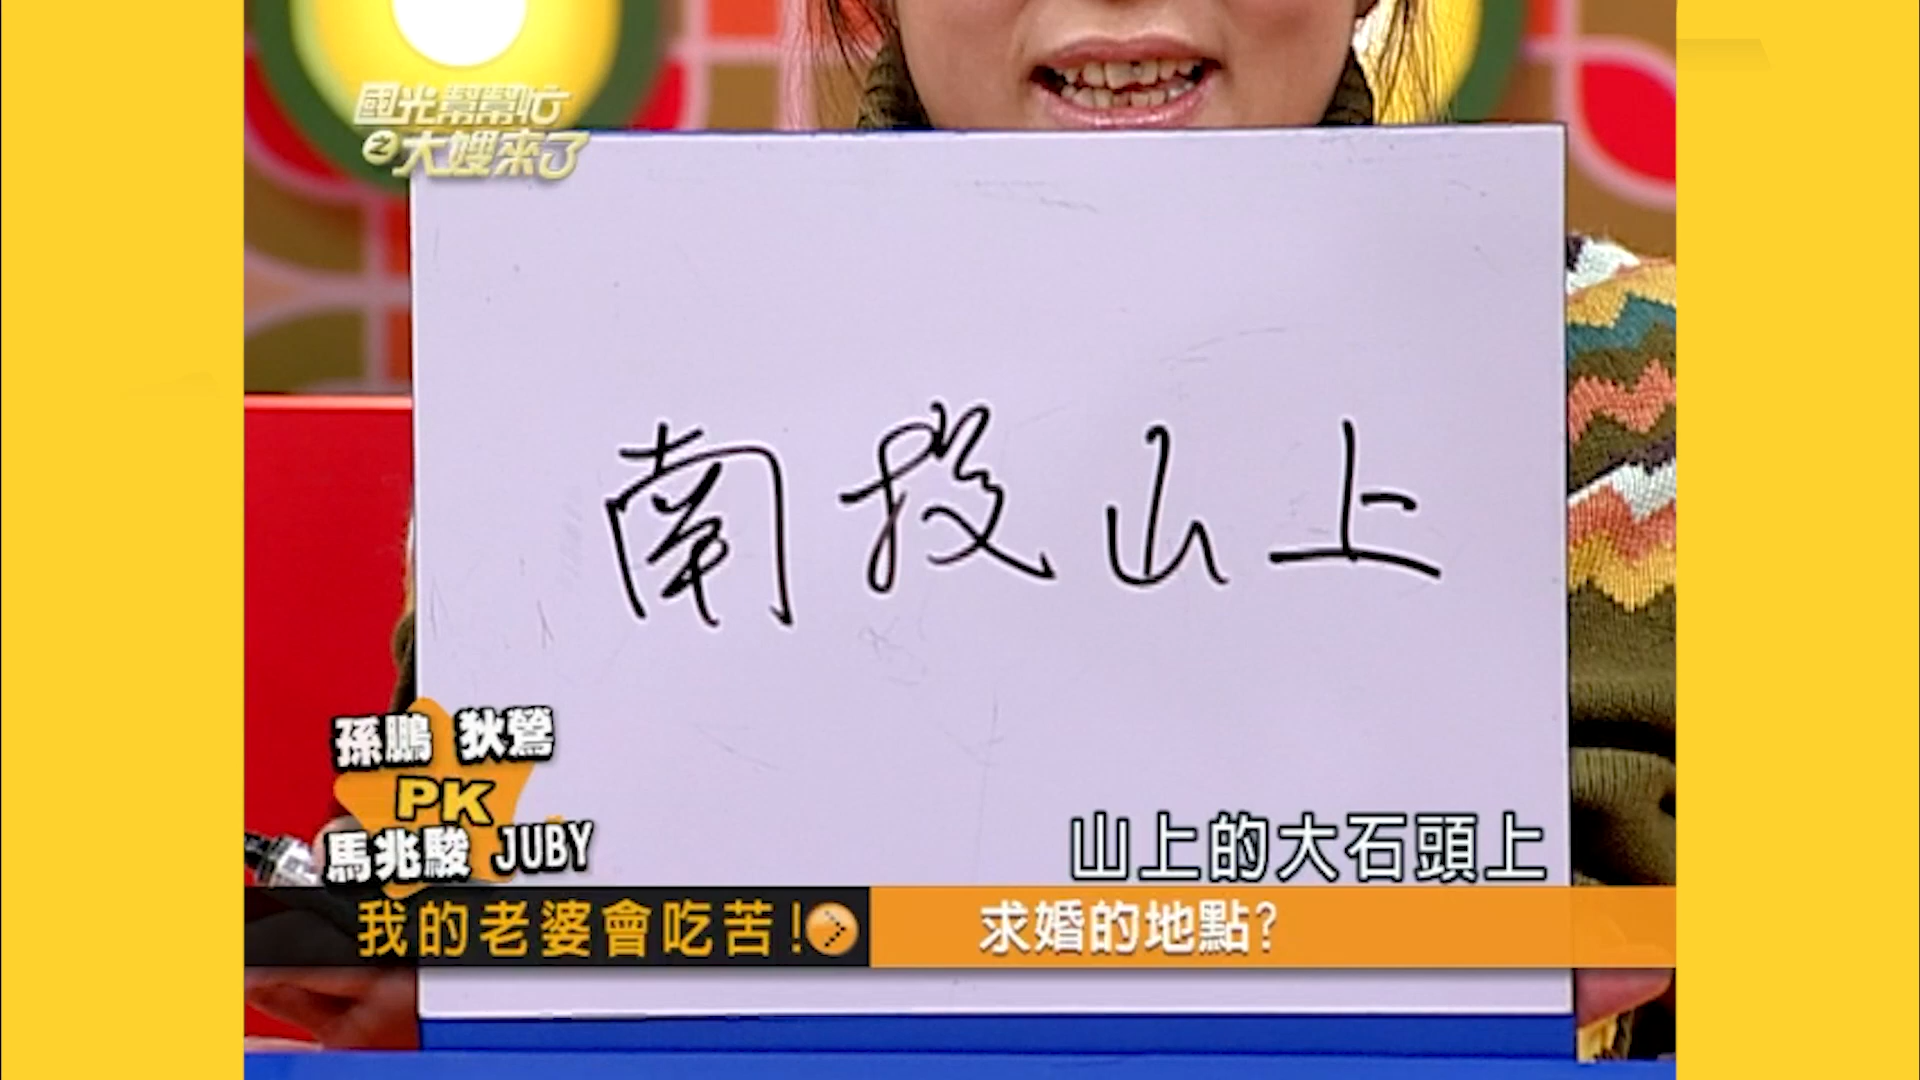 國光幫幫忙
之大嫂來了
南投山上
孫鵬 狄鶯
PK
馬兆駿 JUBY
山上的大石頭上
我的老婆會吃苦!
求婚的地點?